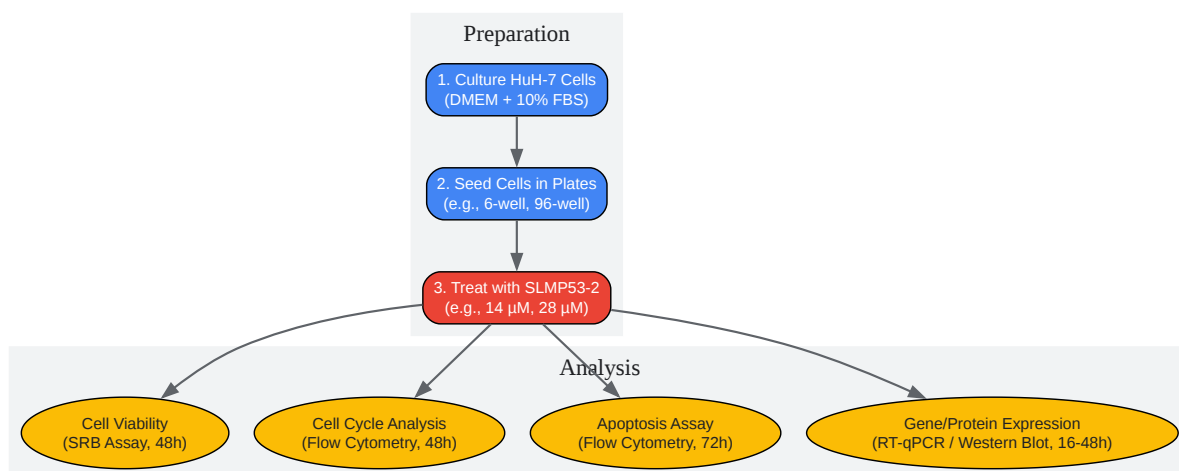 Preparation
1. Culture HuH-7 Cells
(DMEM + 10% FBS)
2. Seed Cells in Plates
(e.g., 6-well, 96-well)
3. Treat with SLMP53-2
(e.g., 14 µM, 28 µM)
Analysis
Cell Viability
(SRB Assay, 48h)
Cell Cycle Analysis
(Flow Cytometry, 48h)
Apoptosis Assay
(Flow Cytometry, 72h)
Gene/Protein Expression
(RT-qPCR / Western Blot, 16-48h)